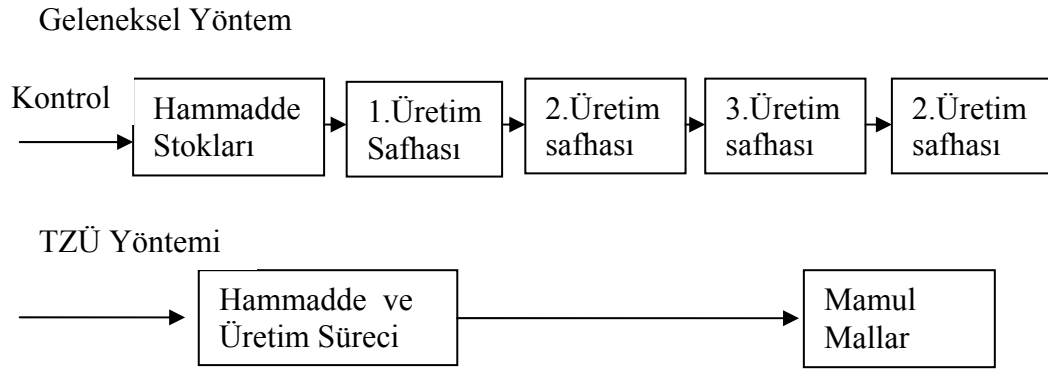 Geleneksel Yöntem
Kontrol
Hammadde
Stokları
1.Üretim
Safhası
2.Üretim
safhası
3.Üretim
safhası
2.Üretim
safhası
TZÜ Yöntemi
Hammadde ve
Üretim Süreci
Mamul
Mallar